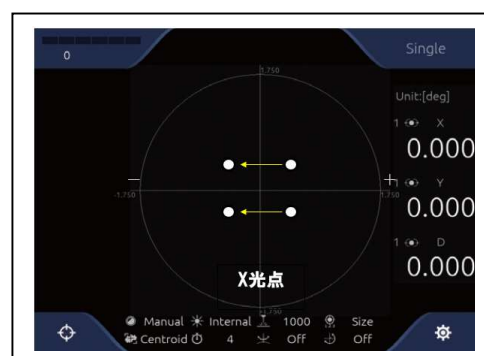 0
Single
1.750
Unit:[deg]
1 X
0.000
− +
-1.750 1.750
1 Y
0.000
1 D
0.000
X光点
-1.750
Manual Internal 1000 Size
Centroid 4 Off Off